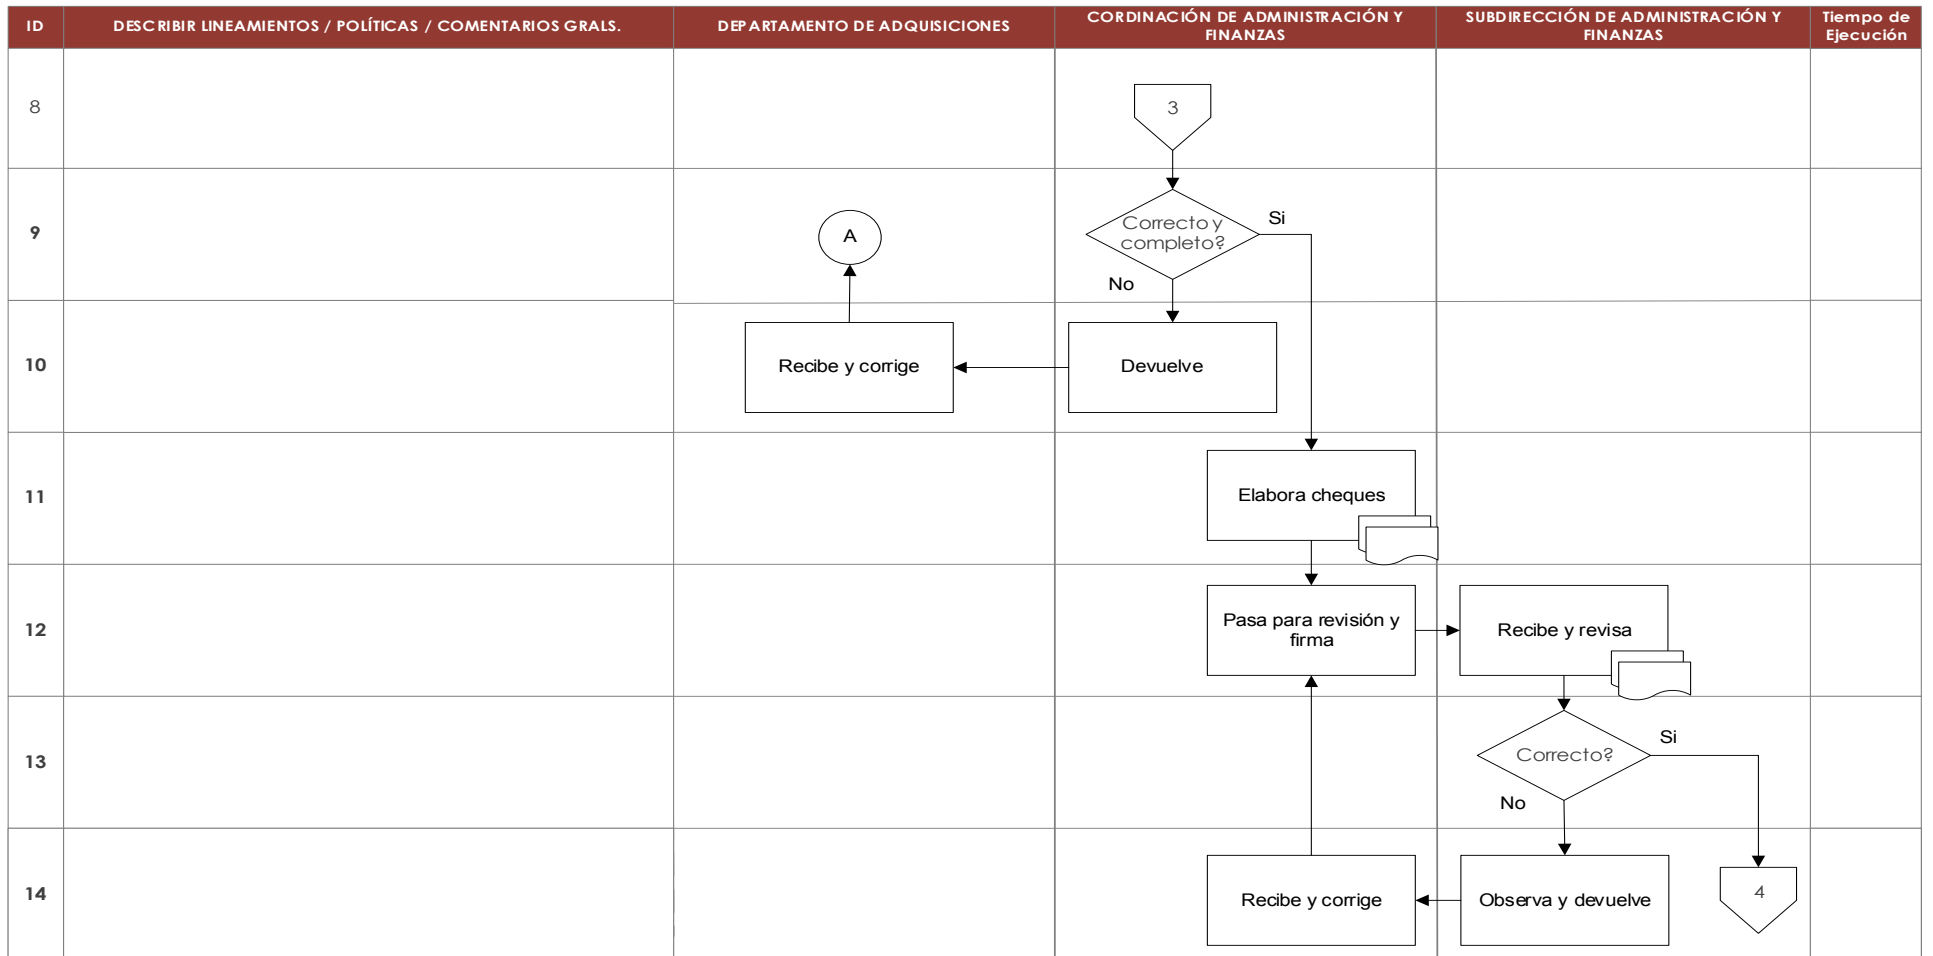 ID
DESCRIBIR LINEAMIENTOS / POLÍTICAS / COMENTARIOS GRALS.
DEPARTAMENTO DE ADQUISICIONES
CORDINACIÓN DE ADMINISTRACIÓN Y
FINANZAS
SUBDIRECCIÓN DE ADMINISTRACIÓN Y
FINANZAS
Tiempo de
Ejecución
8
3
9
A
Correcto y
completo?
Si
No
10
Recibe y corrige
Devuelve
11
Elabora cheques
12
Pasa para revisión y
firma
Recibe y revisa
13
Correcto?
Si
No
14
Recibe y corrige
Observa y devuelve
4